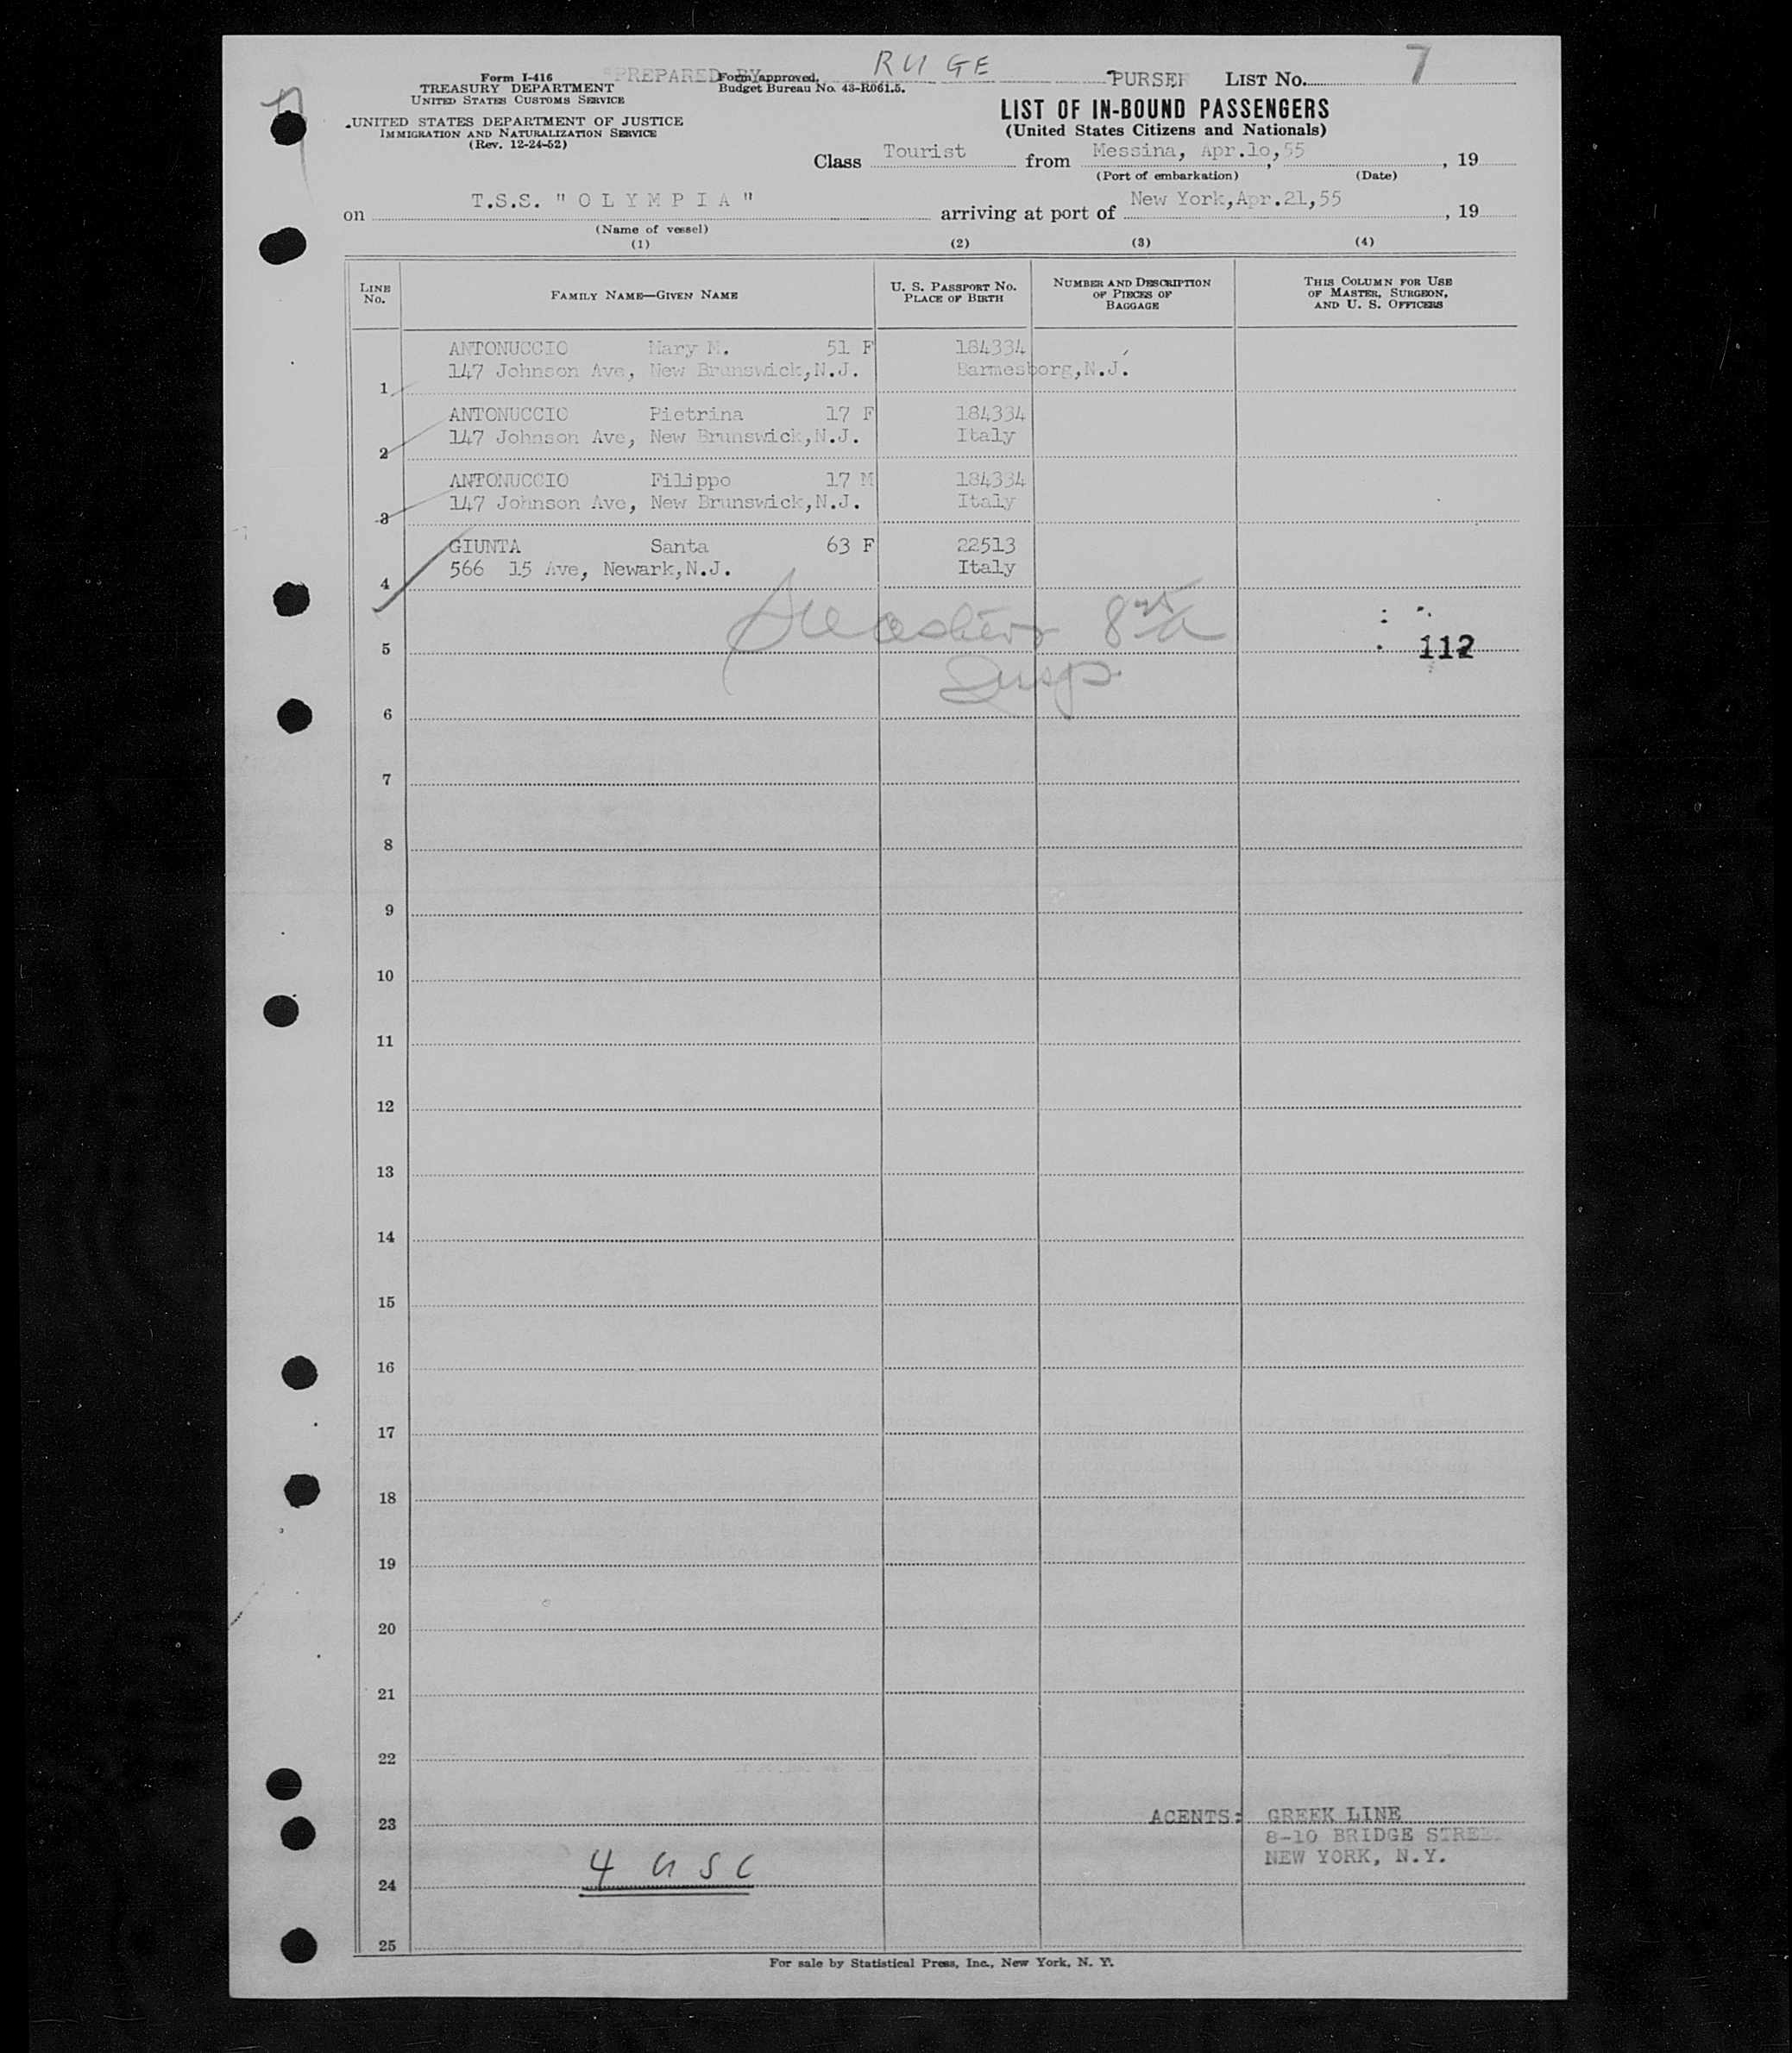 "PREPARED BY RUGE PURSER LIST NO. 7
Form I-416
TREASURY DEPARTMENT
UNITED STATES CUSTOMS SERVICE
UNITED STATES DEPARTMENT OF JUSTICE
IMMIGRATION AND NATURALIZATION SERVICE
(Rev. 12-24-52)
Form approved.
Budget Bureau No. 43-R061.5.
LIST OF IN-BOUND PASSENGERS
(United States Citizens and Nationals)
Class Tourist from Messina, Apr.1o,55, 19
(Port of embarkation) (Date)
on T.S.S. "OLYMPIA" arriving at port of New York,Apr.21,55, 19
(Name of vessel)
(1) (2) (3) (4)
LINE No. FAMILY NAME—GIVEN NAME U. S. PASSPORT NO. PLACE OF BIRTH NUMBER AND DESCRIPTION OF PIECES OF BAGGAGE THIS COLUMN FOR USE OF MASTER, SURGEON, AND U. S. OFFICERS
ANTONUCCIO Mary M. 51 F 184334
1 147 Johnson Ave, New Brunswick,N.J. Barmesborg,N.J.
ANTONUCCIO Pietrina 17 F 184334
2 147 Johnson Ave, New Brunswick,N.J. Italy
ANTONUCCIO Filippo 17 M 184334
3 147 Johnson Ave, New Brunswick,N.J. Italy
GIUNTA Santa 63 F 22513
4 566 15 Ave, Newark,N.J. Italy
5 112
Insp.
6
7
8
9
10
11
12
13
14
15
16
17
18
19
20
21
22
23 AGENTS: GREEK LINE
8-10 BRIDGE STREET
NEW YORK, N.Y.
4 USC
24
25
For sale by Statistical Press, Inc., New York, N. Y.